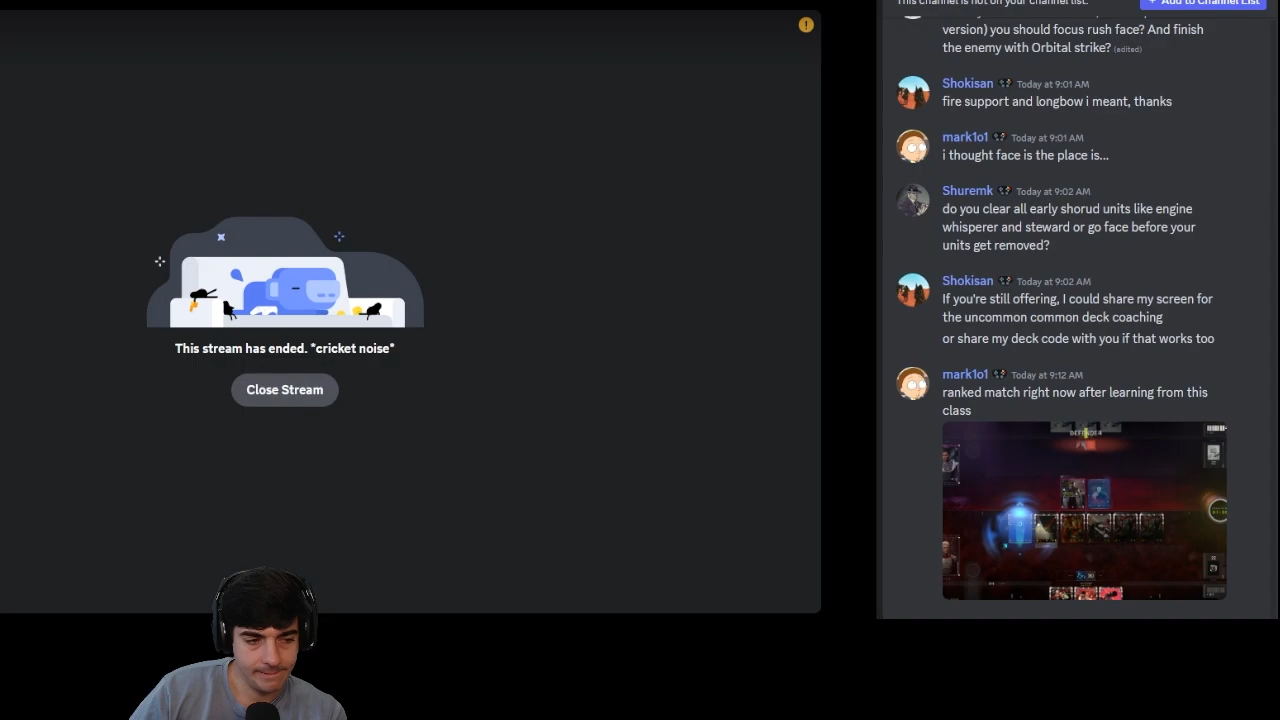 This channel is not on your channel list.
+ Add to Channel List
version) you should focus rush face? And finish
the enemy with Orbital strike? (edited)
Shokisan Today at 9:01 AM
fire support and longbow i meant, thanks
mark1o1 Today at 9:01 AM
i thought face is the place is...
Shuremk Today at 9:02 AM
do you clear all early shorud units like engine
whisperer and steward or go face before your
units get removed?
Shokisan Today at 9:02 AM
If you're still offering, I could share my screen for
the uncommon common deck coaching
or share my deck code with you if that works too
mark1o1 Today at 9:12 AM
ranked match right now after learning from this
class
This stream has ended. *cricket noise*
Close Stream